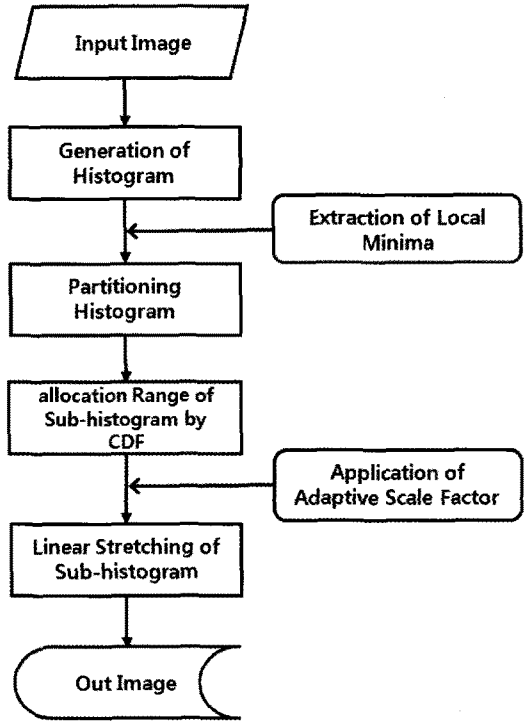 Input Image
Generation of
Histogram
Extraction of Local
Minima
Partitioning
Histogram
allocation Range of
Sub-histogram by
CDF
Application of
Adaptive Scale Factor
Linear Stretching of
Sub-histogram
Out Image